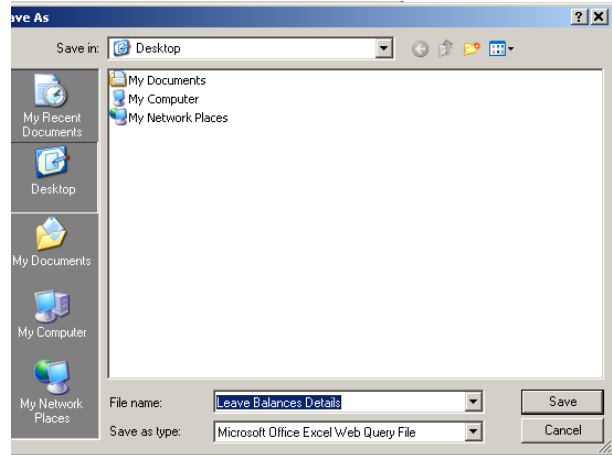 ave As
Save in: Desktop
My Documents
My Computer
My Network Places
My Recent
Documents
Desktop
My Documents
My Computer
My Network
Places
File name: Leave Balances Details Save
Save as type: Microsoft Office Excel Web Query File Cancel